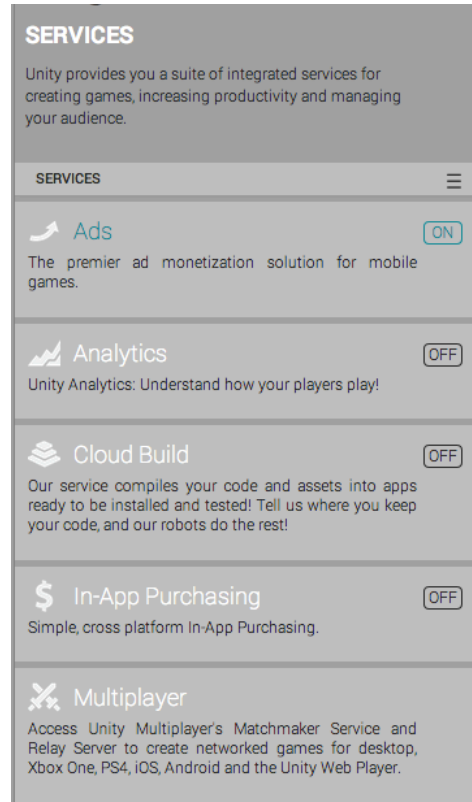 SERVICES
Unity provides you a suite of integrated services for
creating games, increasing productivity and managing
your audience.
SERVICES
Ads
ON
The premier ad monetization solution for mobile
games.
Analytics
OFF
Unity Analytics: Understand how your players play!
Cloud Build
OFF
Our service compiles your code and assets into apps
ready to be installed and tested! Tell us where you keep
your code, and our robots do the rest!
In-App Purchasing
OFF
Simple, cross platform In-App Purchasing.
Multiplayer
Access Unity Multiplayer's Matchmaker Service and
Relay Server to create networked games for desktop,
Xbox One, PS4, iOS, Android and the Unity Web Player.